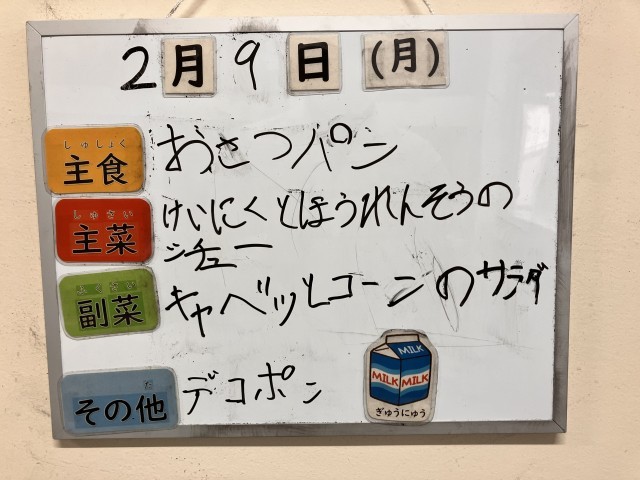 2月9日(月)
しゅしょく
主食 おさつパン
しゅさい
主菜 けいにくとほうれんそうの
シチュー
ふくさい
副菜 キャベツとコーンのサラダ
MILK
MILK MILK
た
その他 デコポン
ぎゅうにゅう